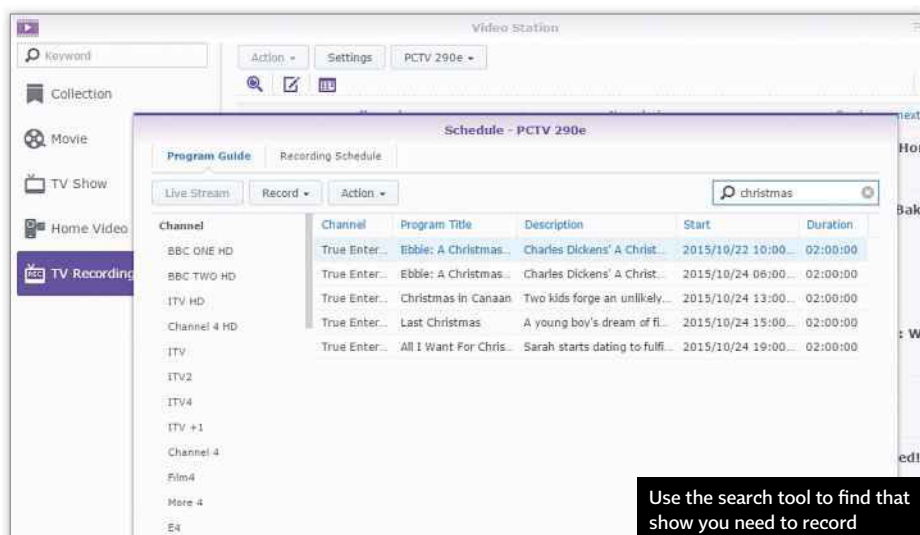 Video Station
Keyword
Action
Settings
PCTV 290e
Collection
Movie
TV Show
Home Video
TV Recording
next
Hor
Bak
: W
ed!
Schedule - PCTV 290e
Program Guide
Recording Schedule
Live Stream
Record
Action
christmas
Channel
BBC ONE HD
BBC TWO HD
ITV HD
Channel 4 HD
ITV
ITV2
ITV4
ITV +1
Channel 4
Film4
More 4
E4
Channel Program Title Description Start Duration
True Enter... Ebbie: A Christmas... Charles Dickens' A Christ... 2015/10/22 10:00... 02:00:00
True Enter... Ebbie: A Christmas... Charles Dickens' A Christ... 2015/10/24 06:00... 02:00:00
True Enter... Christmas in Canaan Two kids forge an unlikely... 2015/10/24 13:00... 02:00:00
True Enter... Last Christmas A young boy's dream of fi... 2015/10/24 15:00... 02:00:00
True Enter... All I Want For Chris... Sarah starts dating to fulfi... 2015/10/24 19:00... 02:00:00
Use the search tool to find that
show you need to record